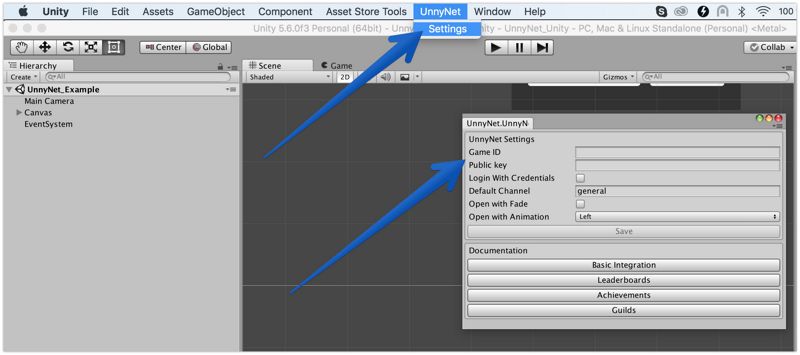 Unity File Edit Assets GameObject Component Asset Store Tools UnnyNet Window Help 100
Unity 5.6.0f3 Personal (64bit) - Unn nity - UnnyNet_Unity - PC, Mac & Linux Standalone (Personal) <Metal>
Settings
Center Global Collab
Hierarchy
Create All
UnnyNet_Example
Main Camera
Canvas
EventSystem
Scene Game
Shaded 2D Gizmos All
UnnyNet.UnnyN
UnnyNet Settings
Game ID
Public key
Login With Credentials
Default Channel general
Open with Fade
Open with Animation Left
Save
Documentation
Basic Integration
Leaderboards
Achievements
Guilds